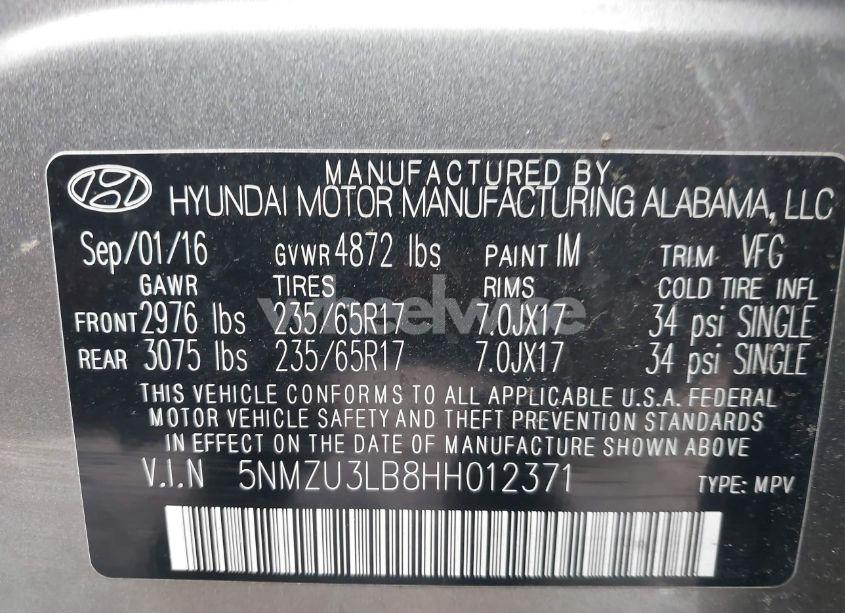 MANUFACTURED BY
HYUNDAI MOTOR MANUFACTURING ALABAMA, LLC
Sep/01/16 GVWR 4872 lbs PAINT IM TRIM VFG
GAWR TIRES RIMS COLD TIRE INFL
FRONT 2976 lbs 235/65R17 7.0JX17 34 psi SINGLE
REAR 3075 lbs 235/65R17 7.0JX17 34 psi SINGLE
THIS VEHICLE CONFORMS TO ALL APPLICABLE U.S.A. FEDERAL
MOTOR VEHICLE SAFETY AND THEFT PREVENTION STANDARDS
IN EFFECT ON THE DATE OF MANUFACTURE SHOWN ABOVE.
V.I.N 5NMZU3LB8HH012371 TYPE: MPV